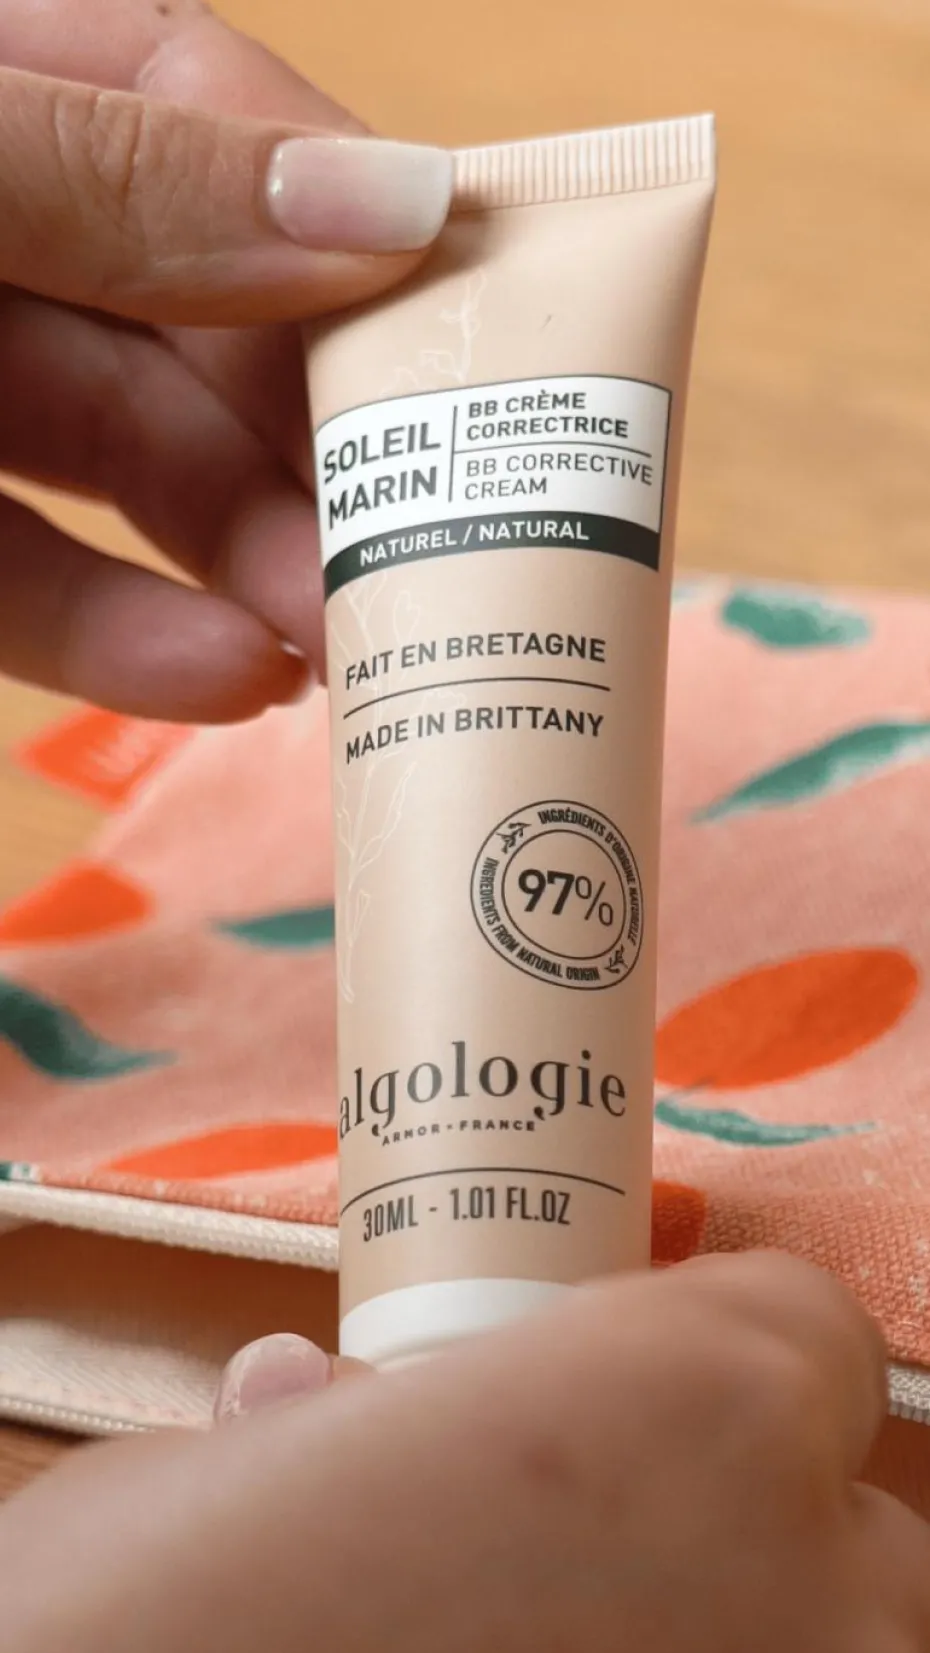 SOLEIL
MARIN
BB CRÈME
CORRECTRICE
BB CORRECTIVE
CREAM
NATUREL / NATURAL
FAIT EN BRETAGNE
MADE IN BRITTANY
INGRÉDIENTS D'ORIGINE NATURELLE
97%
INGREDIENTS FROM NATURAL ORIGIN
algologie
ARMOR - FRANCE
30ML - 1.01 FL.OZ